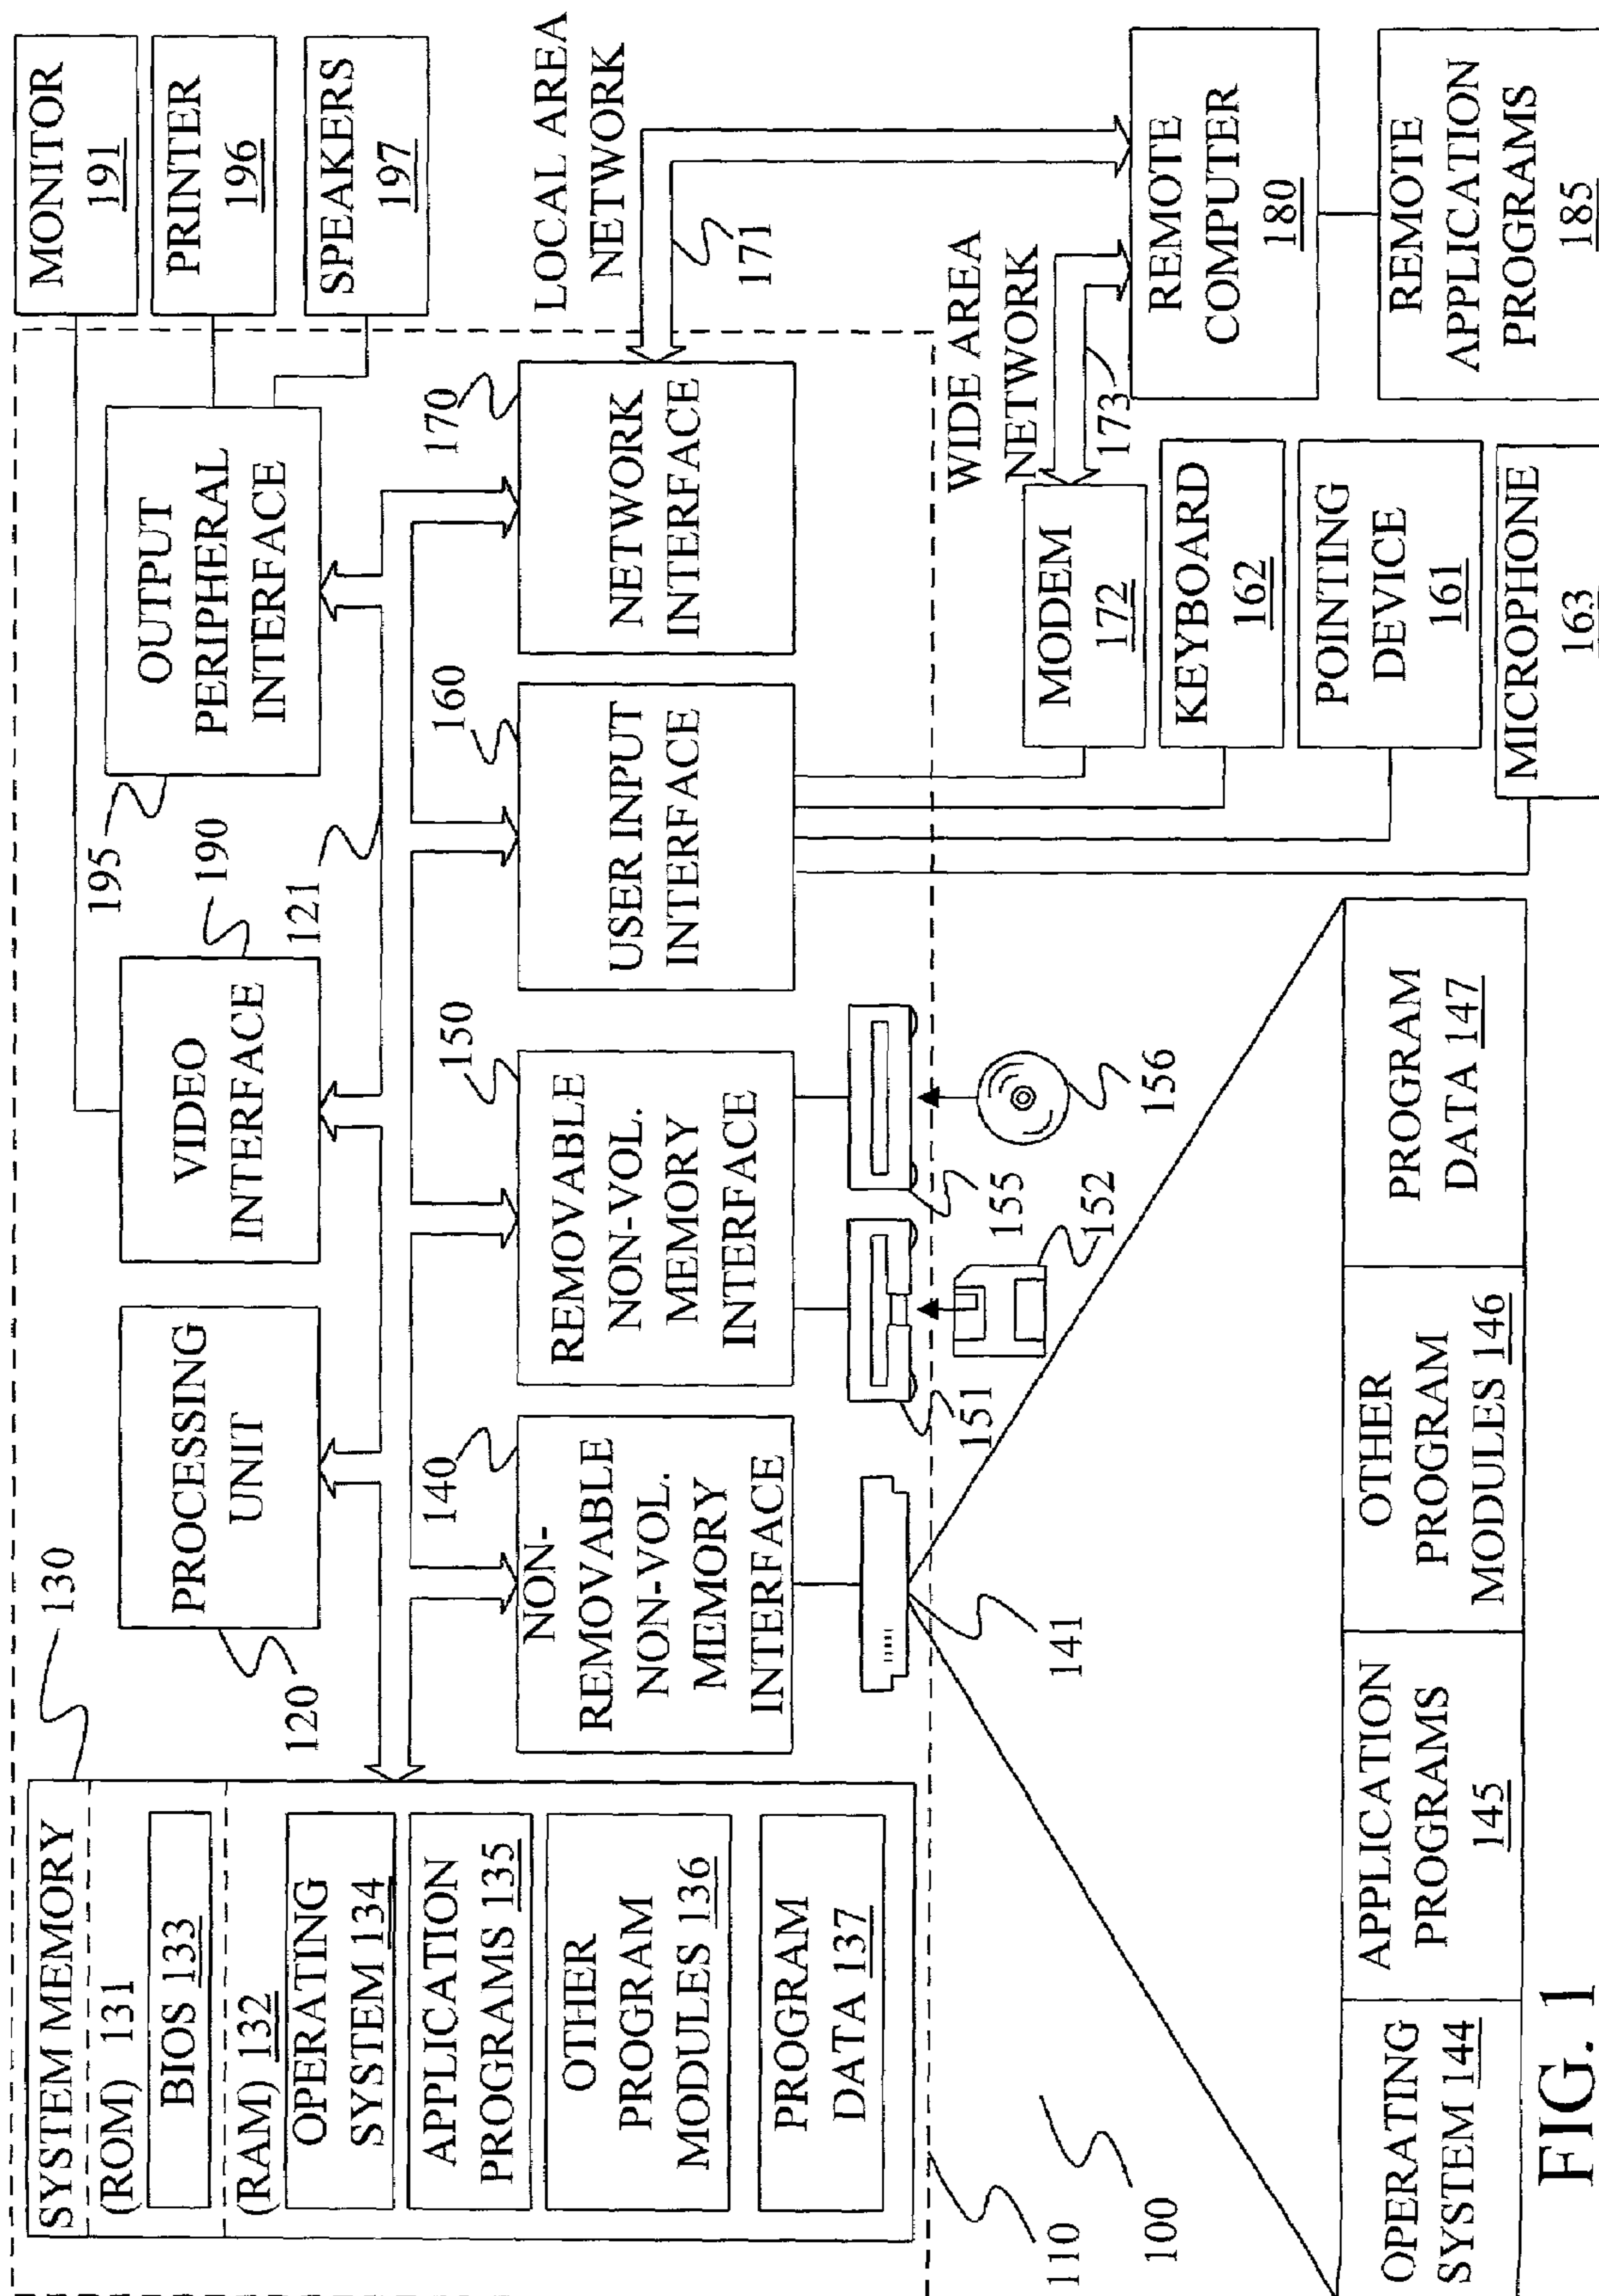 SYSTEM MEMORY
(ROM) 131
BIOS 133
(RAM) 132
OPERATING
SYSTEM 134
APPLICATION
PROGRAMS 135
OTHER
PROGRAM
MODULES 136
PROGRAM
DATA 137
130
PROCESSING
UNIT
120
VIDEO
INTERFACE
190
OUTPUT
PERIPHERAL
INTERFACE
195
121
MONITOR
191
PRINTER
196
SPEAKERS
197
NON-
REMOVABLE
NON-VOL.
MEMORY
INTERFACE
140
REMOVABLE
NON-VOL.
MEMORY
INTERFACE
150
USER INPUT
INTERFACE
160
NETWORK
INTERFACE
170
LOCAL AREA
NETWORK
171
141
151
152
155
156
WIDE AREA
NETWORK
173
MODEM
172
KEYBOARD
162
POINTING
DEVICE
161
MICROPHONE
163
REMOTE
COMPUTER
180
REMOTE
APPLICATION
PROGRAMS
185
110
100
OPERATING
SYSTEM 144
APPLICATION
PROGRAMS
145
OTHER
PROGRAM
MODULES 146
PROGRAM
DATA 147
FIG. 1